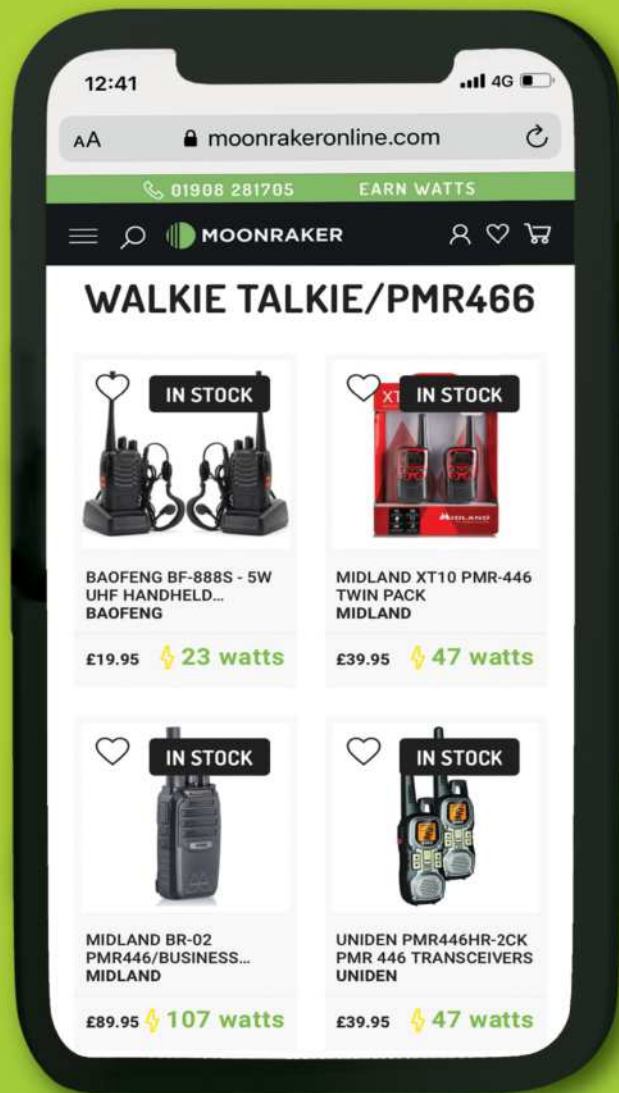 12:41
4G
AA
moonrakeronline.com
01908 281705
EARN WATTS
MOONRAKER
WALKIE TALKIE/PMR466
IN STOCK
BAOFENG BF-888S - 5W
UHF HANDHELD...
BAOFENG
£19.95
23 watts
XT
IN STOCK
MIDLAND
MIDLAND XT10 PMR-446
TWIN PACK
MIDLAND
£39.95
47 watts
IN STOCK
MIDLAND BR-02
PMR446/BUSINESS...
MIDLAND
£89.95
107 watts
IN STOCK
UNIDEN PMR446HR-2CK
PMR 446 TRANSCEIVERS
UNIDEN
£39.95
47 watts